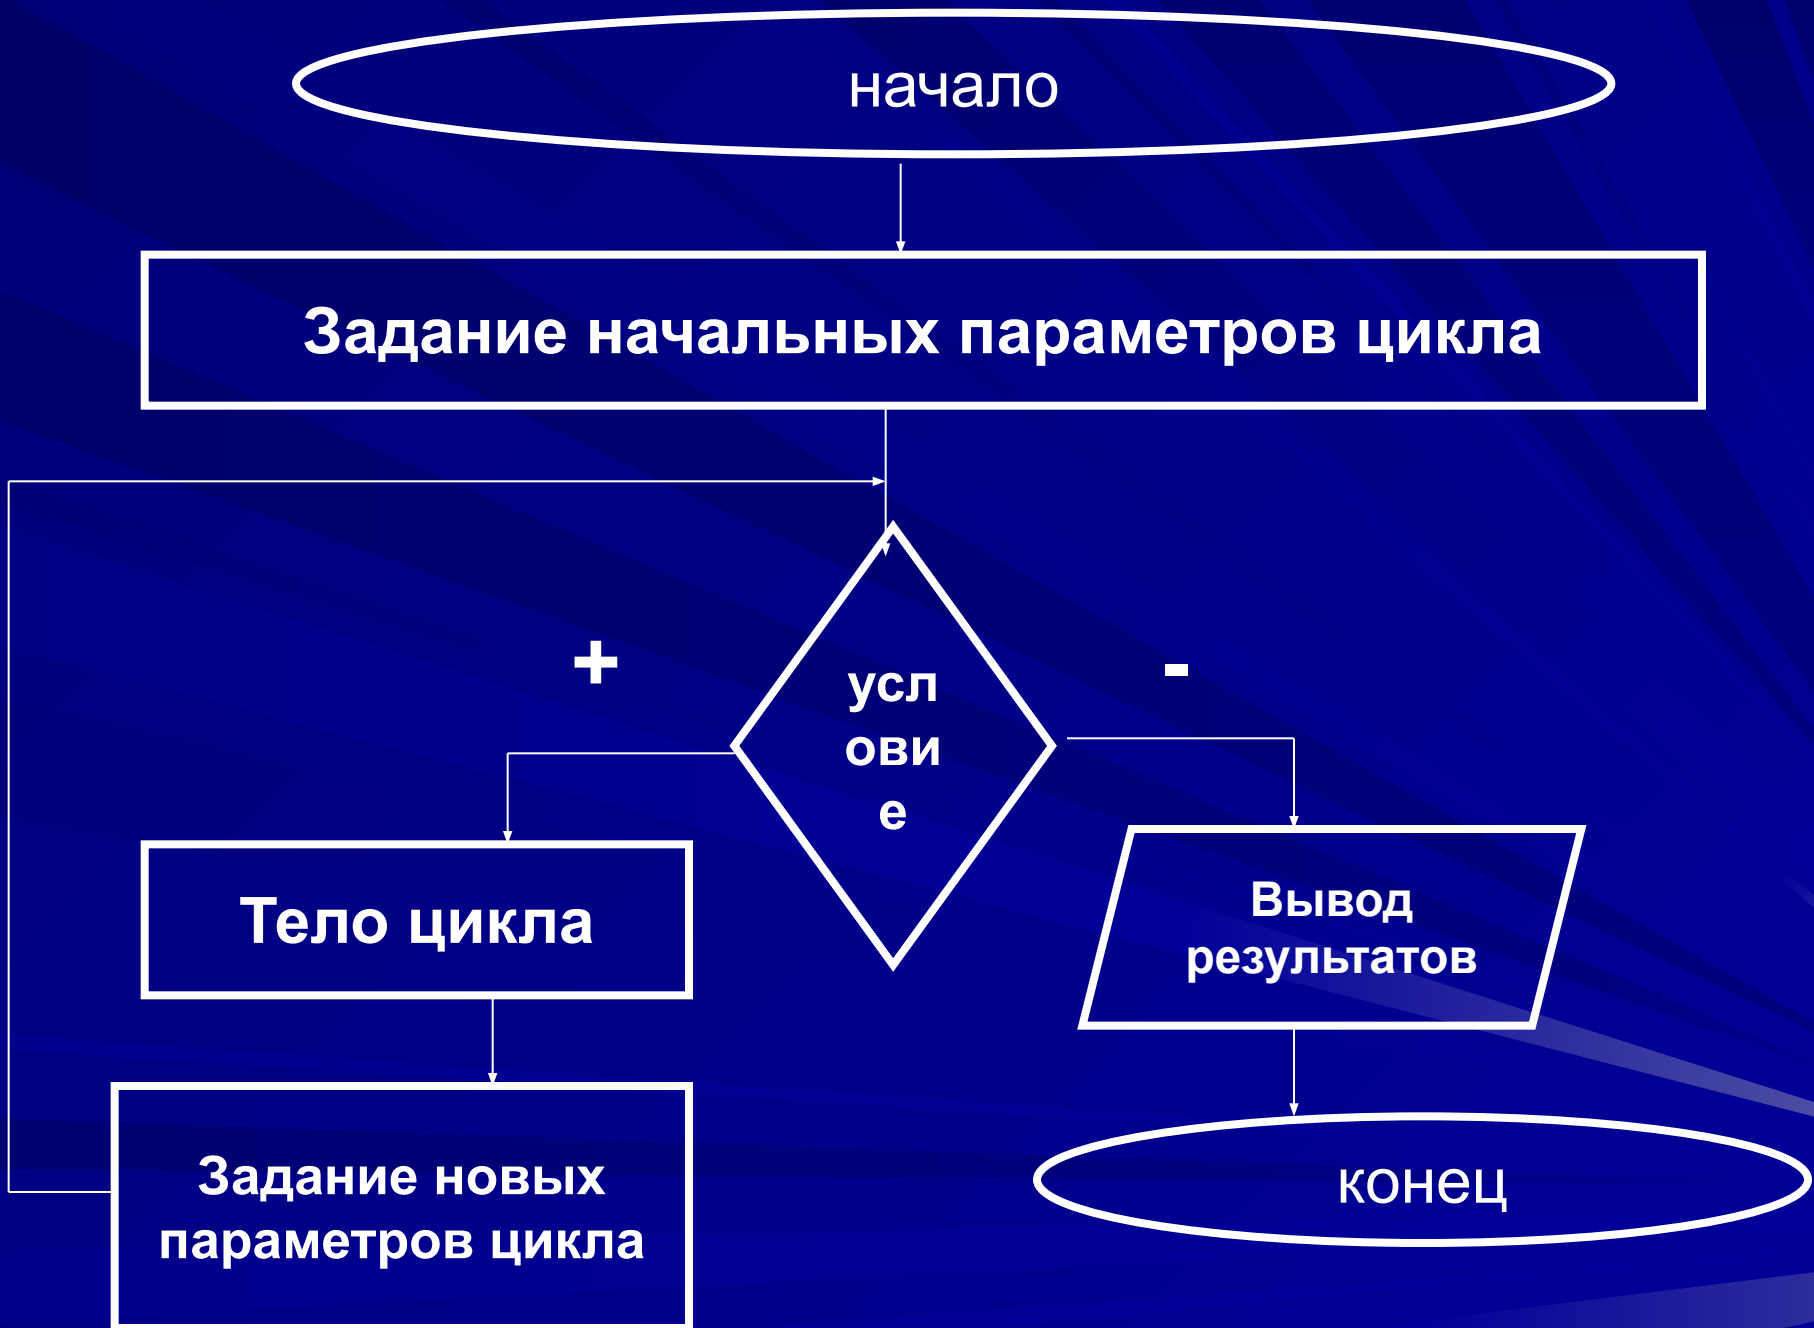 начало
Задание начальных параметров цикла
+
-
усл
ови
е
Тело цикла
Вывод
результатов
Задание новых
параметров цикла
конец